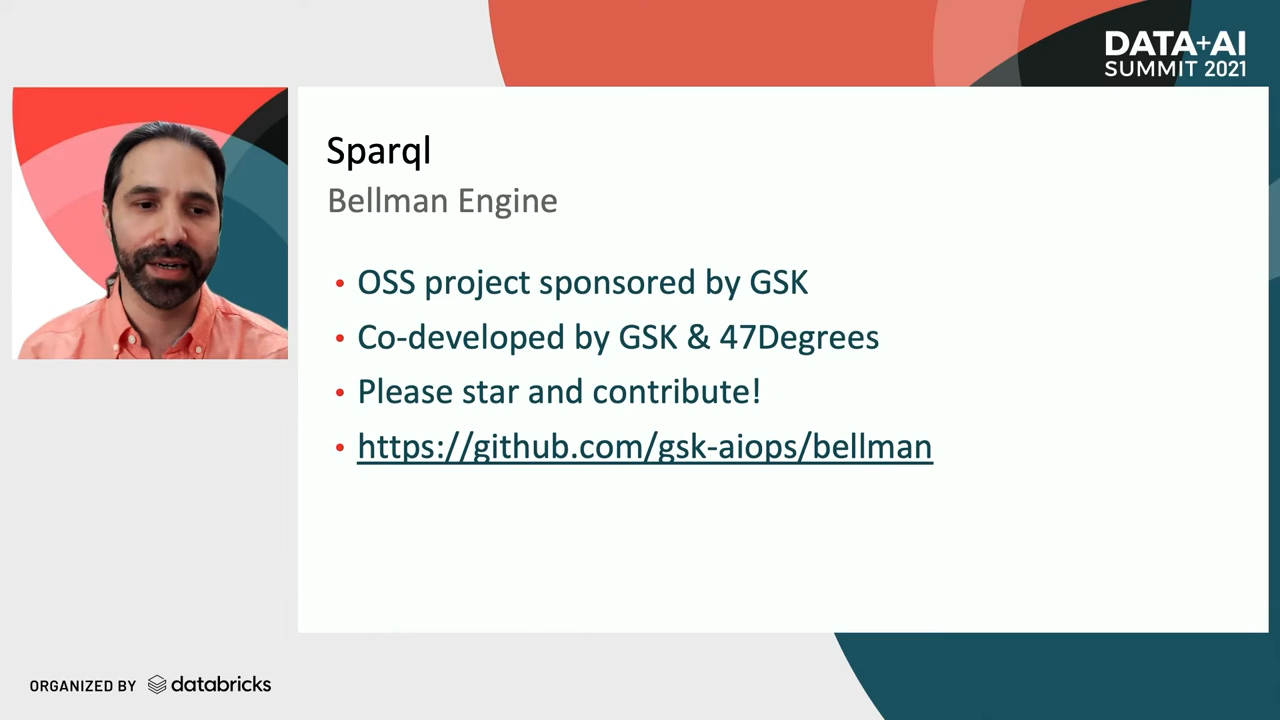 DATA+AI
SUMMIT 2021
Sparql
Bellman Engine
• OSS project sponsored by GSK
• Co-developed by GSK & 47Degrees
• Please star and contribute!
• https://github.com/gsk-aiops/bellman
ORGANIZED BY databricks